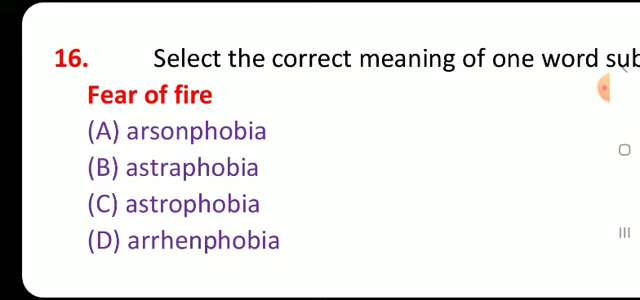 16. Select the correct meaning of one word sub
Fear of fire
(A) arsonphobia
(B) astraphobia
(C) astrophobia
(D) arrhenphobia